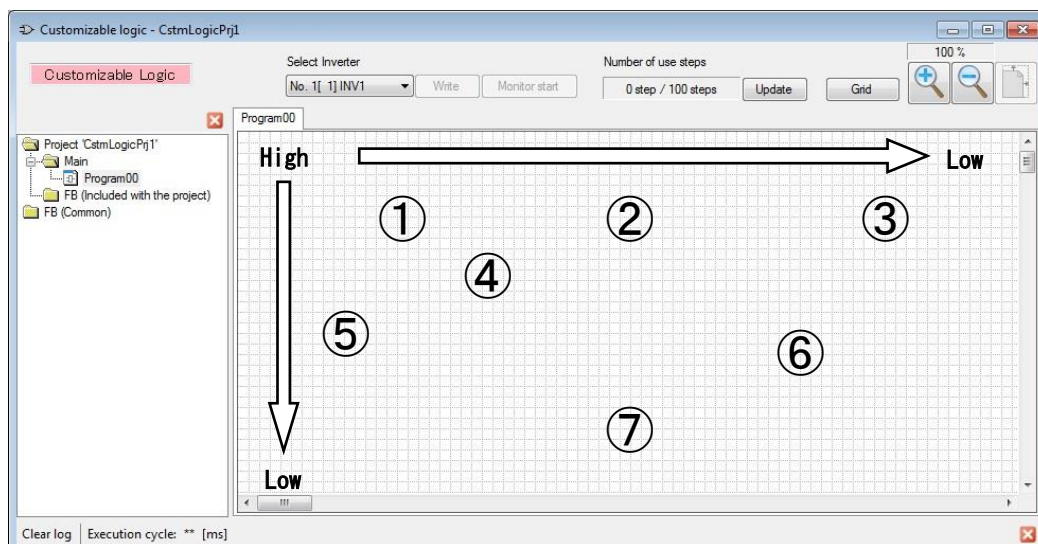 Customizable logic - CstmLogicPrj1
Customizable Logic
Select Inverter
No. 1[ 1] INV1
Write
Monitor start
Number of use steps
0 step / 100 steps
Update
Grid
100 %
Project 'CstmLogicPrj1'
Main
Program00
FB (Included with the project)
FB (Common)
Program00
High
Low
①
②
③
④
⑤
⑥
⑦
Low
Clear log
Execution cycle: ** [ms]